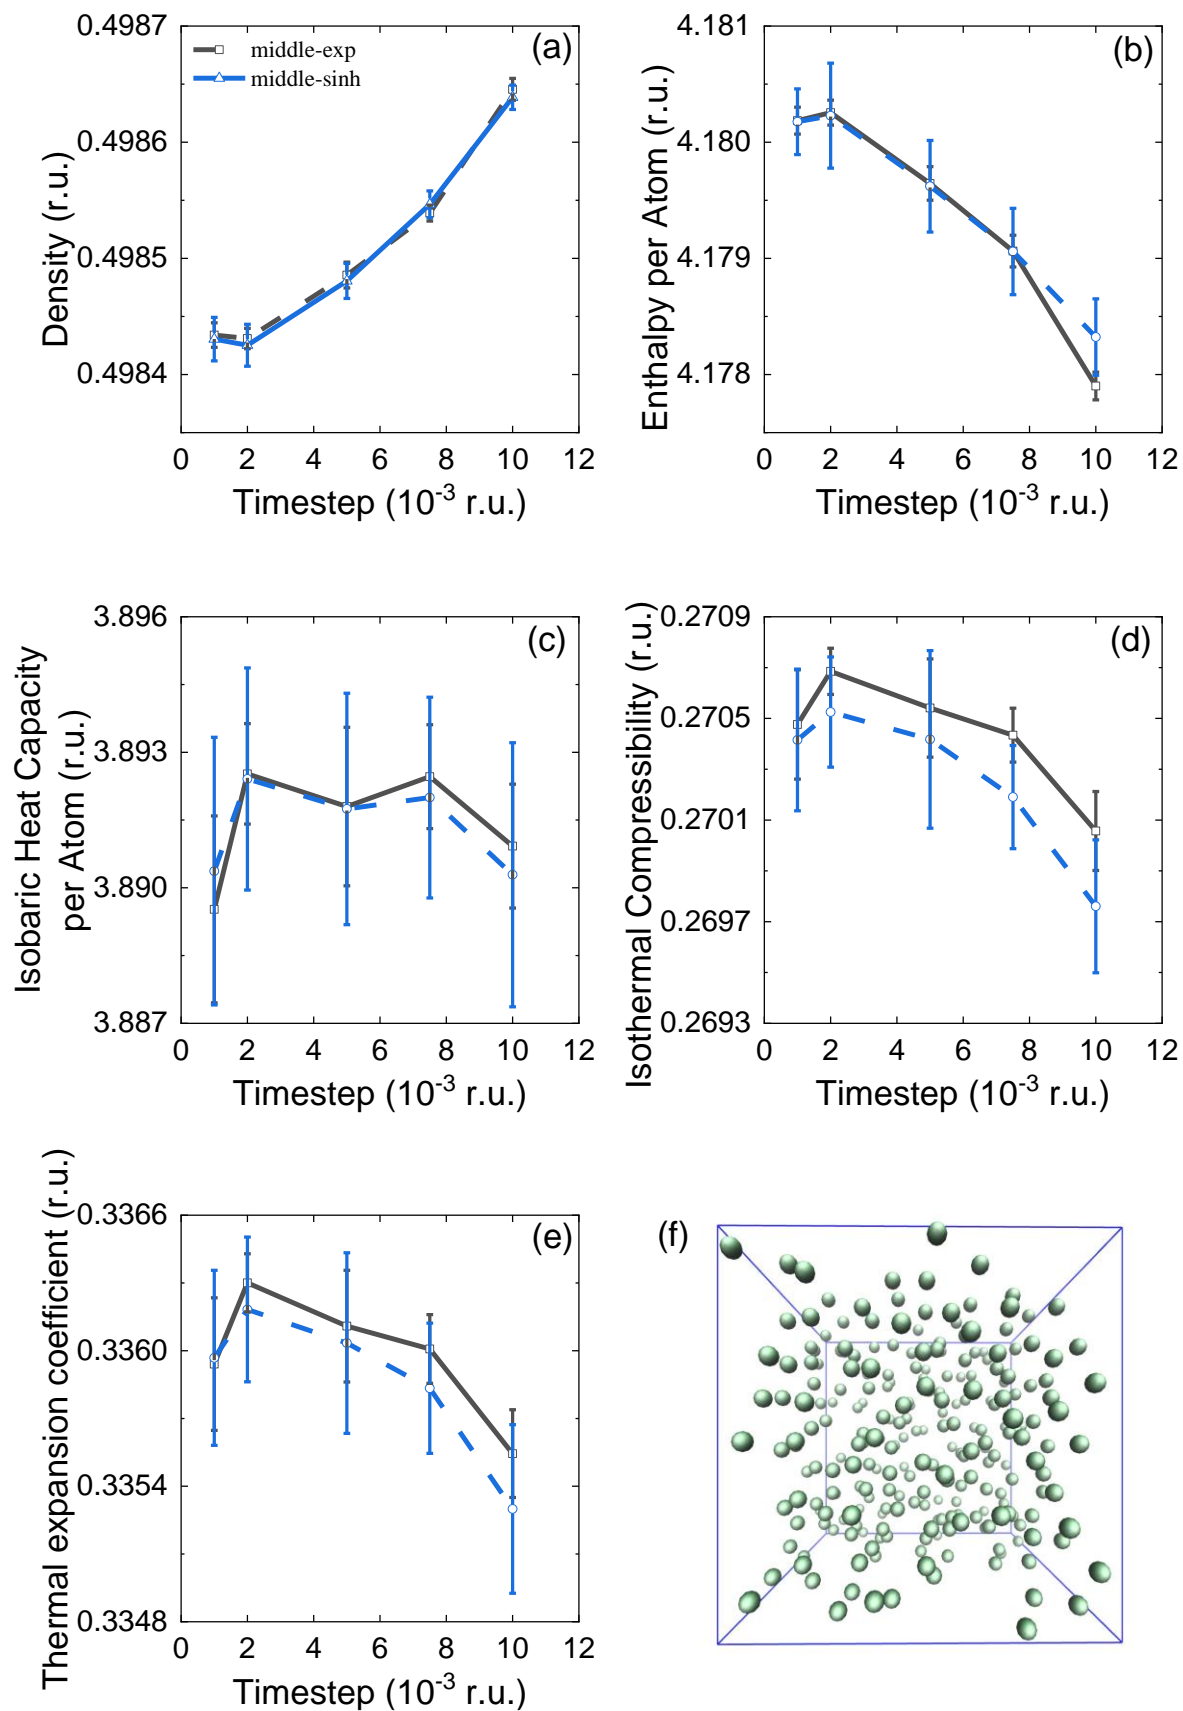 0.4987
0.4986
0.4985
0.4984
Density (r.u.)
middle-exp
middle-sinh
(a)
0 2 4 6 8 10 12
Timestep (10⁻³ r.u.)
4.181
4.180
4.179
4.178
Enthalpy per Atom (r.u.)
(b)
0 2 4 6 8 10 12
Timestep (10⁻³ r.u.)
3.896
3.893
3.890
3.887
Isobaric Heat Capacity
per Atom (r.u.)
(c)
0 2 4 6 8 10 12
Timestep (10⁻³ r.u.)
0.2709
0.2705
0.2701
0.2697
0.2693
Isothermal Compressibility (r.u.)
(d)
0 2 4 6 8 10 12
Timestep (10⁻³ r.u.)
0.3366
0.3360
0.3354
0.3348
Thermal expansion coefficient (r.u.)
(e)
0 2 4 6 8 10 12
Timestep (10⁻³ r.u.)
(f)